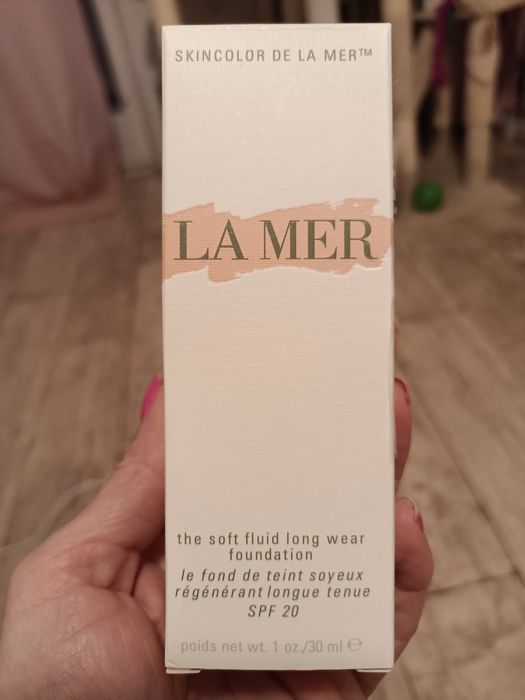 SKINCOLOR DE LA MER™
LA MER
the soft fluid long wear
foundation
le fond de teint soyeux
régénérant longue tenue
SPF 20
poids net wt. 1 oz./30 ml ℮